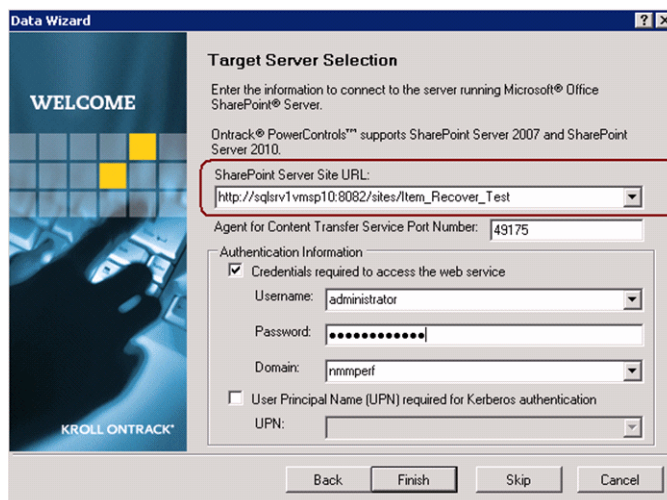 Data Wizard
WELCOME
Target Server Selection
Enter the information to connect to the server running Microsoft® Office
SharePoint® Server.
Ontrack® PowerControls™ supports SharePoint Server 2007 and SharePoint
Server 2010.
SharePoint Server Site URL:
http://sqlsrv1vmsp10:8082/sites/Item_Recover_Test
Agent for Content Transfer Service Port Number: 49175
Authentication Information
Credentials required to access the web service
Username: administrator
Password: ●●●●●●●●●●●●
Domain: nmmperf
User Principal Name (UPN) required for Kerberos authentication
UPN:
KROLL ONTRACK®
Back Finish Skip Cancel